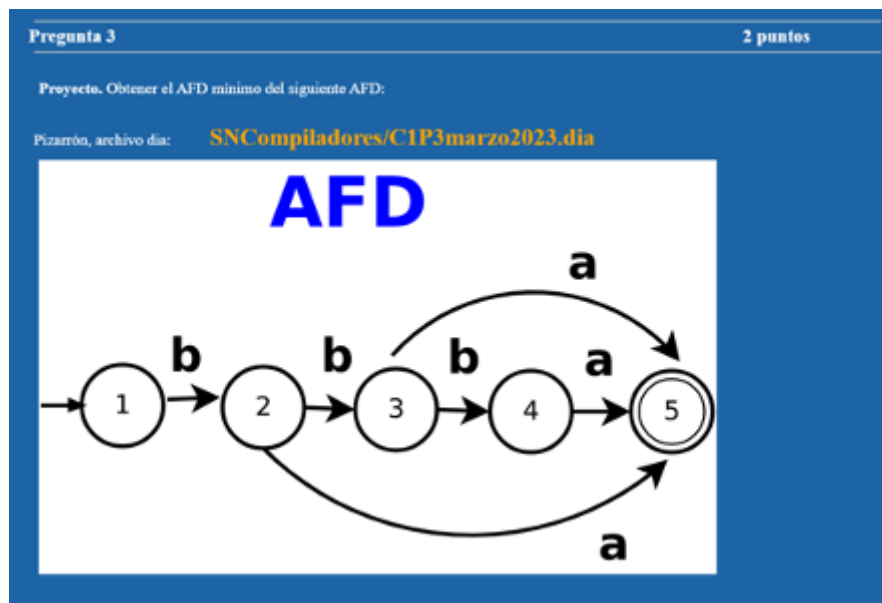 Pregunta 3 2 puntos
Proyecto. Obtener el AFD minimo del siguiente AFD:
Pizarrón, archivo dia: SNCompiladores/C1P3marzo2023.dia
AFD
a
b b b a
1 2 3 4 5
a